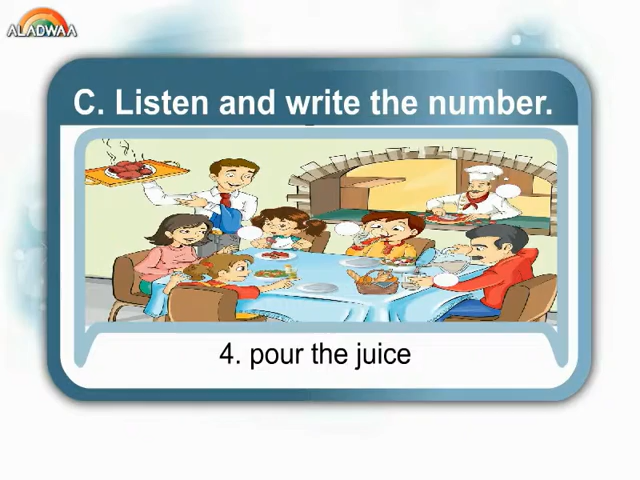 ALADWAA
C. Listen and write the number.
4. pour the juice